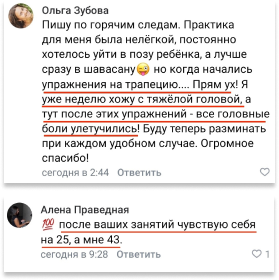 Ольга Зубова
Пишу по горячим следам. Практика
для меня была нелёгкой, постоянно
хотелось уйти в позу ребёнка, а лучше
сразу в шавасану😜 но когда начались
упражнения на трапецию.... Прям ух! Я
уже неделю хожу с тяжёлой головой, а
тут после этих упражнений - все головные
боли улетучились! Буду теперь разминать
при каждом удобном случае. Огромное
спасибо!
сегодня в 2:44 Ответить
Алена Праведная
💯 после ваших занятий чувствую себя
на 25, а мне 43.
сегодня в 9:28 Ответить 1